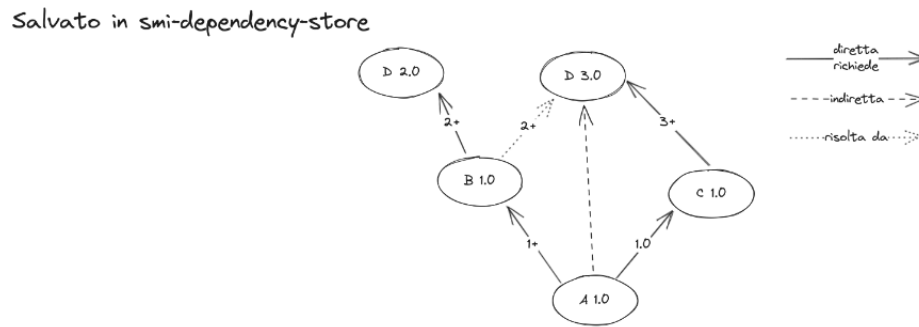 Salvato in smi-dependency-store
D 2.0
D 3.0
diretta
richiede
indiretta
risolta da
2+
2+
3+
B 1.0
C 1.0
1+
1.0
A 1.0